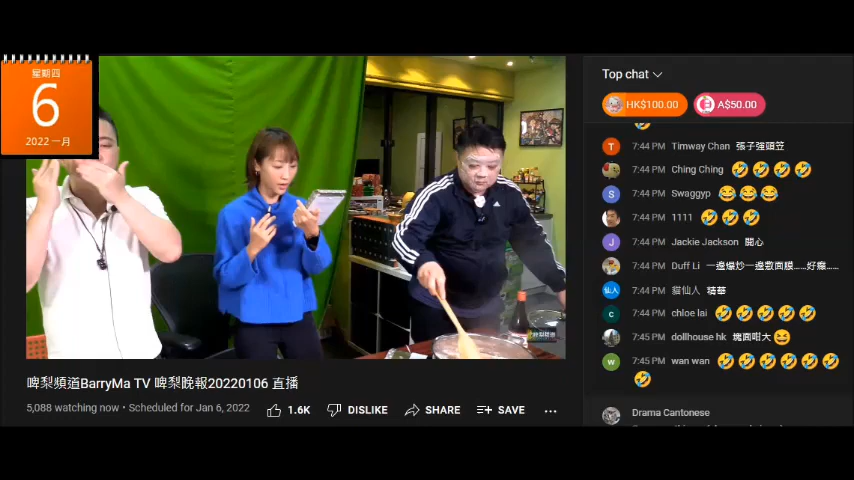 星期四
6
2022 一月
啤梨頻道BarryMa TV 啤梨晚報20220106 直播
5,088 watching now • Scheduled for Jan 6, 2022
1.6K
DISLIKE
SHARE
SAVE
Top chat
HK$100.00
A$50.00
T 7:44 PM Timway Chan 張子強頭笠
7:44 PM Ching Ching 🤣🤣🤣🤣
S 7:44 PM Swaggyp 😂😂😂
7:44 PM 1111 🤣🤣🤣
J 7:44 PM Jackie Jackson 開心
7:44 PM Duff Li 一邊爆炒一邊敷面膜......好癲......
仙人 7:44 PM 貓仙人 精華
c 7:44 PM chloe lai 🤣🤣🤣🤣🤣
7:45 PM dollhouse hk 塊面咁大😆
w 7:45 PM wan wan 🤣🤣🤣🤣🤣🤣
🤣
Drama Cantonese